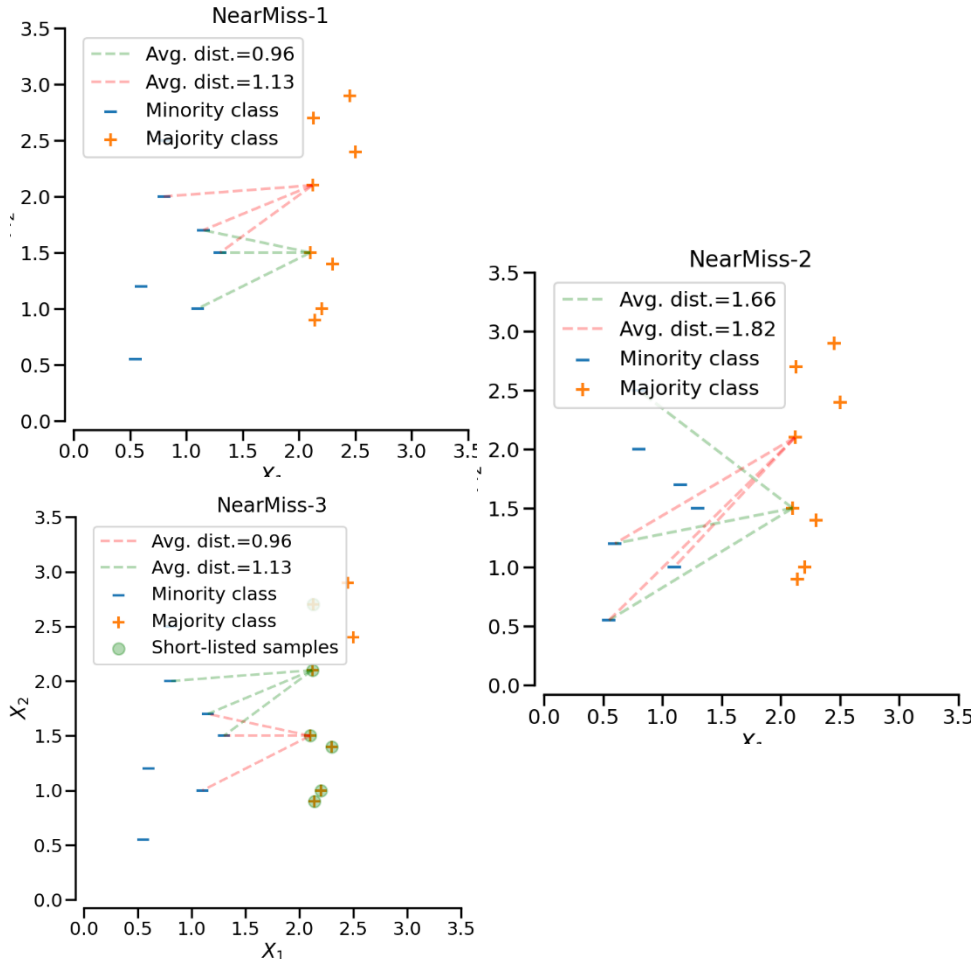 NearMiss-1
3.5
3.0
2.5
2.0
1.5
1.0
0.5
0.0
Avg. dist.=0.96
Avg. dist.=1.13
Minority class
Majority class
0.0 0.5 1.0 1.5 2.0 2.5 3.0 3.5
NearMiss-2
3.5
3.0
2.5
2.0
1.5
1.0
0.5
0.0
Avg. dist.=1.66
Avg. dist.=1.82
Minority class
Majority class
0.0 0.5 1.0 1.5 2.0 2.5 3.0 3.5
NearMiss-3
X2
3.5
3.0
2.5
2.0
1.5
1.0
0.5
0.0
Avg. dist.=0.96
Avg. dist.=1.13
Minority class
Majority class
Short-listed samples
0.0 0.5 1.0 1.5 2.0 2.5 3.0 3.5
X1